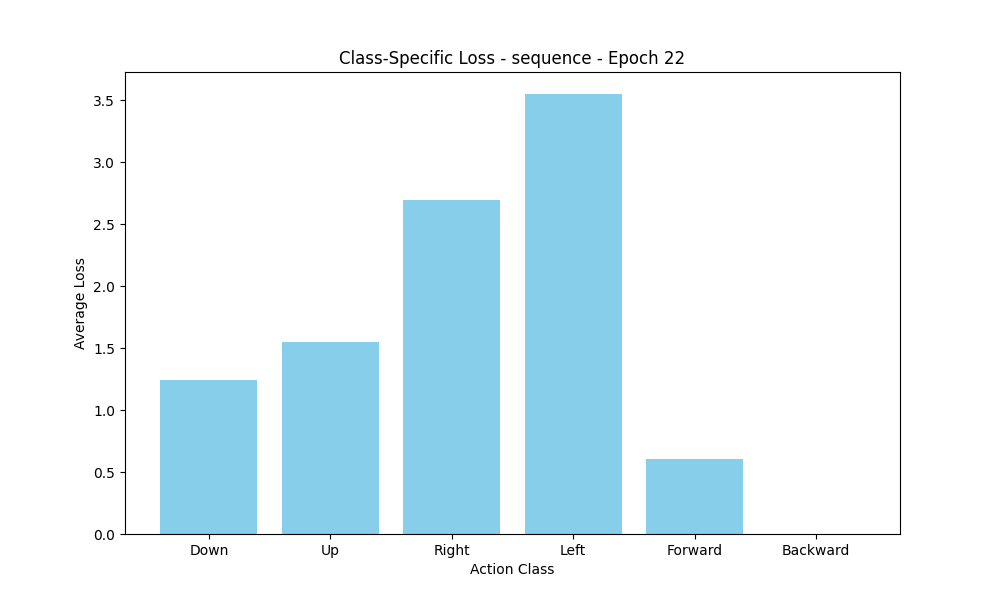 Class-Specific Loss - sequence - Epoch 22
3.5
3.0
2.5
2.0
1.5
1.0
0.5
0.0
Average Loss
Down Up Right Left Forward Backward
Action Class